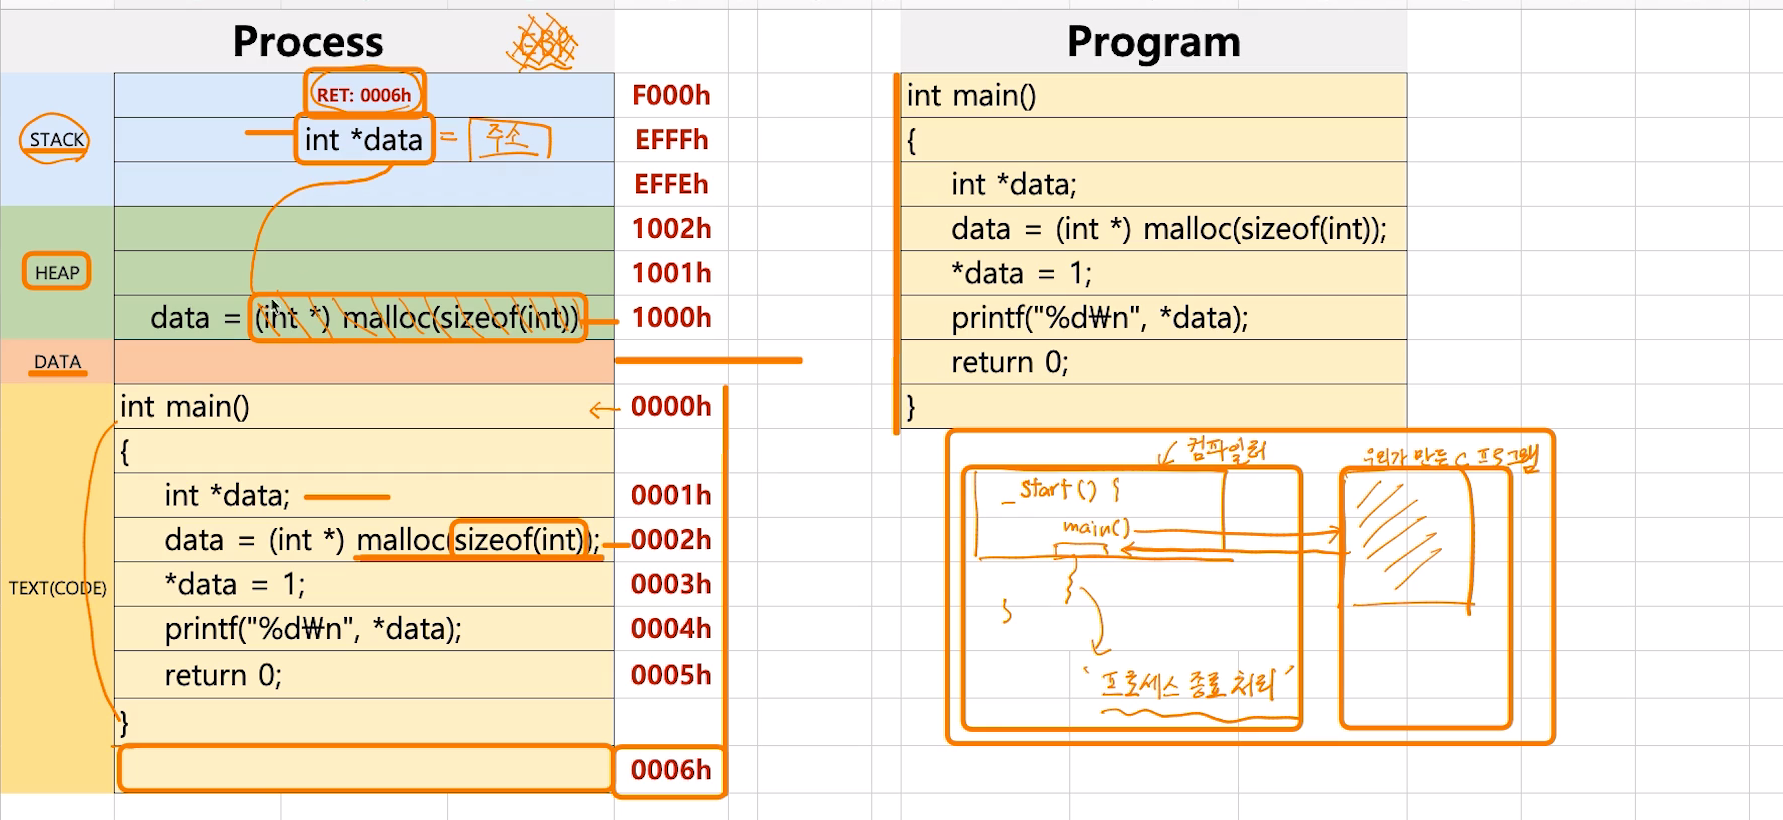 Process
STACK
RET: 0006h
F000h
int *data = 주소
EFFFh
EFFEh
HEAP
1002h
1001h
data = (int *) malloc(sizeof(int))
1000h
DATA
TEXT(CODE)
int main()
0000h
{
int *data;
0001h
data = (int *) malloc(sizeof(int));
0002h
*data = 1;
0003h
printf("%d₩n", *data);
0004h
return 0;
0005h
}
0006h
Program
int main()
{
int *data;
data = (int *) malloc(sizeof(int));
*data = 1;
printf("%d₩n", *data);
return 0;
}
컴파일러
_start() {
main()
}
'프로세스 종료 처리'
우리가 만든 C 프로그램